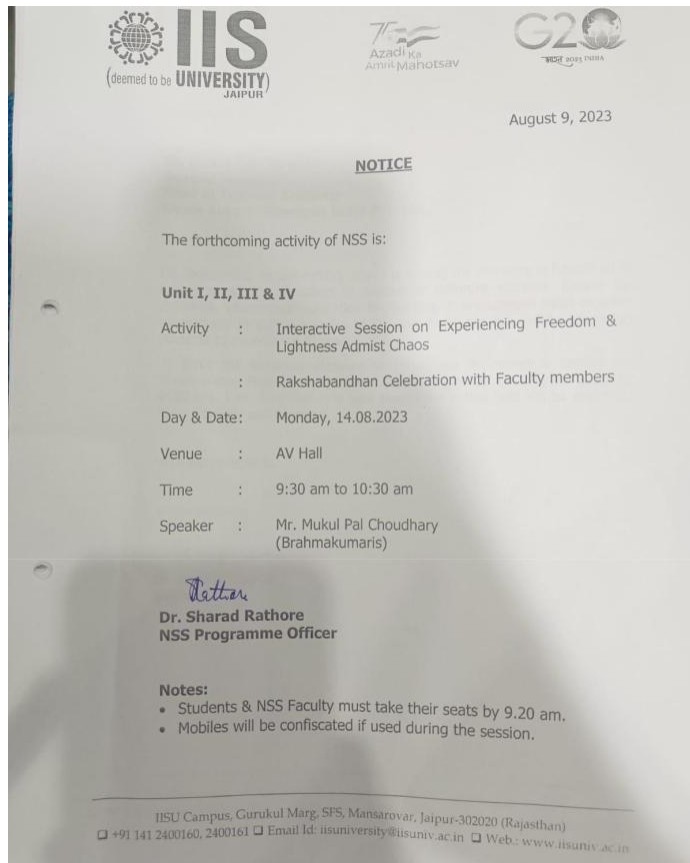 IIS
(deemed to be UNIVERSITY)
JAIPUR
75
Azadi Ka
Amrit Mahotsav
G20
भारत 2023 INDIA
August 9, 2023
NOTICE
The forthcoming activity of NSS is:
Unit I, II, III & IV
Activity : Interactive Session on Experiencing Freedom &
Lightness Admist Chaos
: Rakshabandhan Celebration with Faculty members
Day & Date: Monday, 14.08.2023
Venue : AV Hall
Time : 9:30 am to 10:30 am
Speaker : Mr. Mukul Pal Choudhary
(Brahmakumaris)
Rathore
Dr. Sharad Rathore
NSS Programme Officer
Notes:
• Students & NSS Faculty must take their seats by 9.20 am.
• Mobiles will be confiscated if used during the session.
IISU Campus, Gurukul Marg, SFS, Mansarovar, Jaipur-302020 (Rajasthan)
❑ +91 141 2400160, 2400161 ❑ Email Id: iisuniversity@iisuniv.ac.in ❑ Web.: www.iisuniv.ac.in